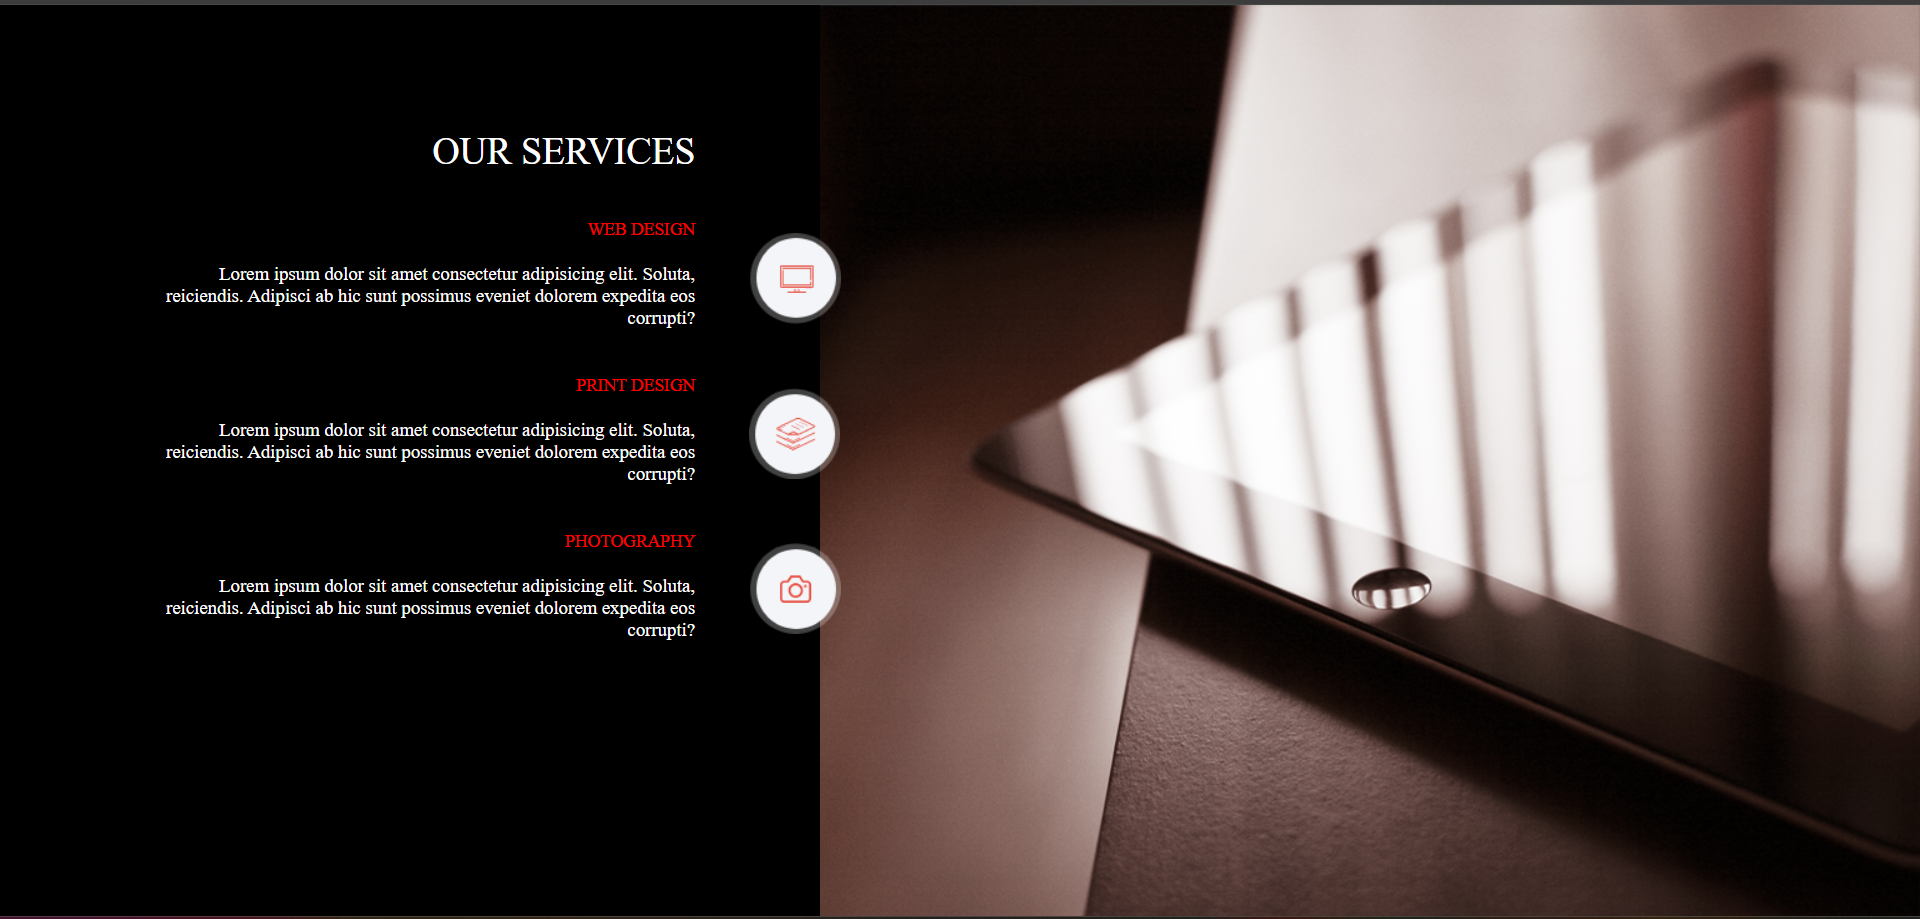 OUR SERVICES
WEB DESIGN
Lorem ipsum dolor sit amet consectetur adipisicing elit. Soluta,
reiciendis. Adipisci ab hic sunt possimus eveniet dolorem expedita eos
corrupti?
PRINT DESIGN
Lorem ipsum dolor sit amet consectetur adipisicing elit. Soluta,
reiciendis. Adipisci ab hic sunt possimus eveniet dolorem expedita eos
corrupti?
PHOTOGRAPHY
Lorem ipsum dolor sit amet consectetur adipisicing elit. Soluta,
reiciendis. Adipisci ab hic sunt possimus eveniet dolorem expedita eos
corrupti?